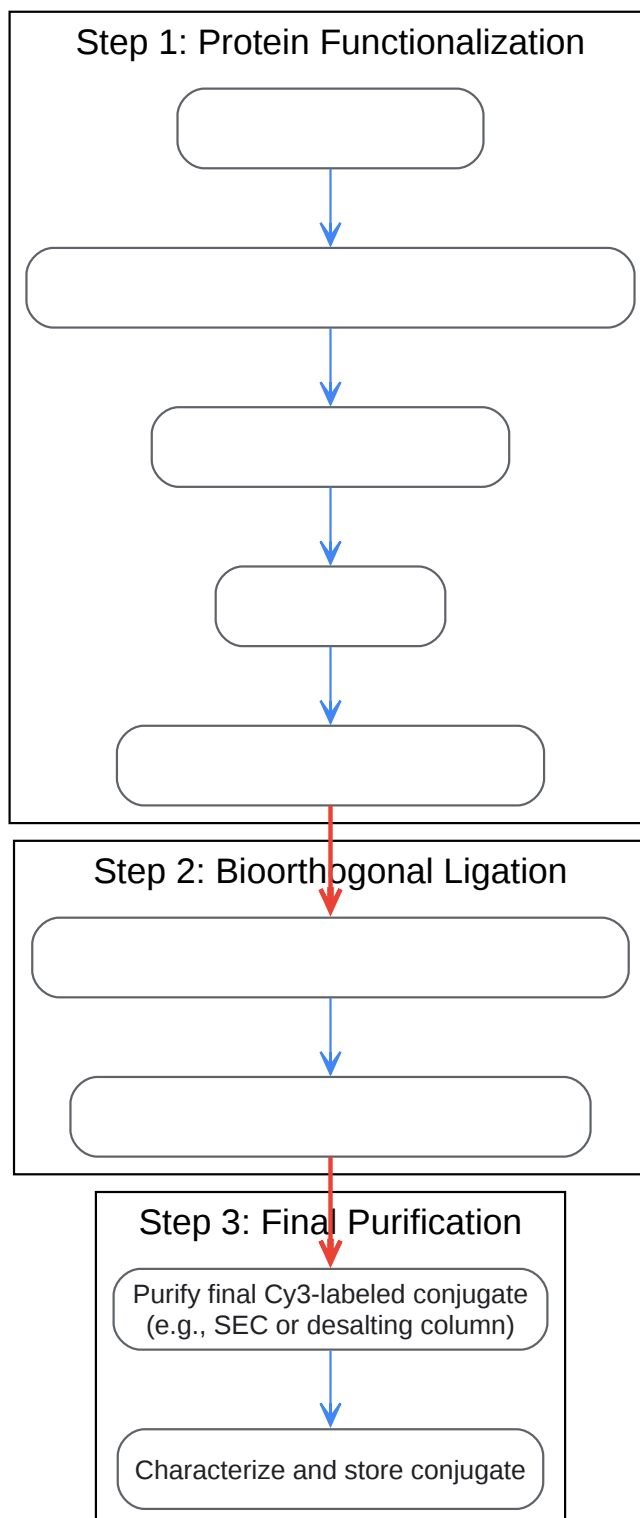 Step 1: Protein Functionalization
Step 2: Bioorthogonal Ligation
Step 3: Final Purification
Purify final Cy3-labeled conjugate
(e.g., SEC or desalting column)
Characterize and store conjugate